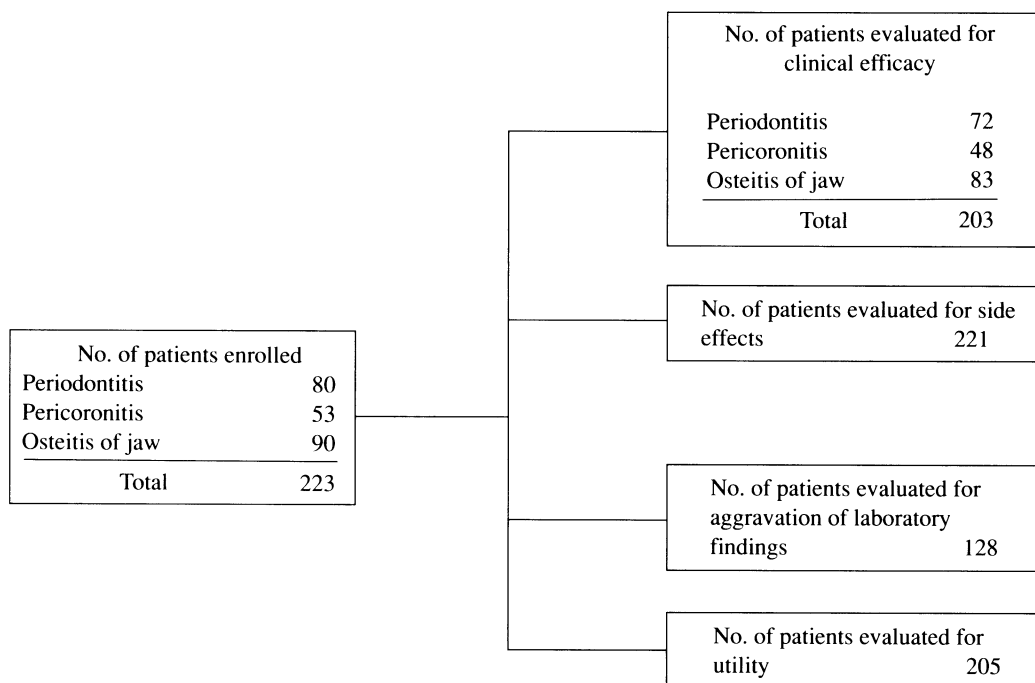 No. of patients enrolled
Periodontitis 80
Pericoronitis 53
Osteitis of jaw 90
Total 223
No. of patients evaluated for
clinical efficacy
Periodontitis 72
Pericoronitis 48
Osteitis of jaw 83
Total 203
No. of patients evaluated for side
effects 221
No. of patients evaluated for
aggravation of laboratory
findings 128
No. of patients evaluated for
utility 205